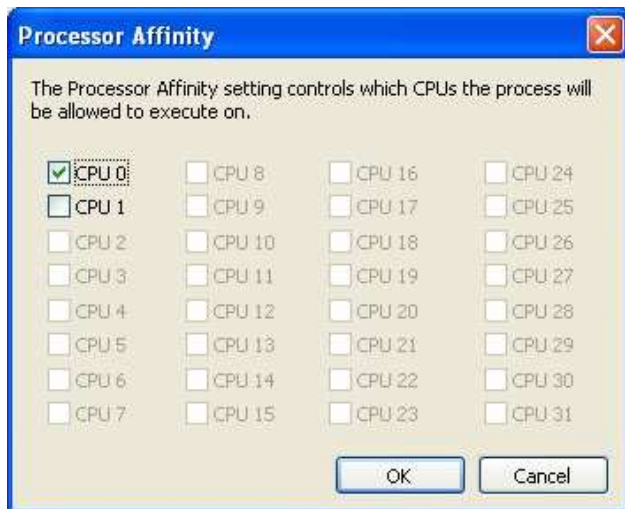 Processor Affinity
The Processor Affinity setting controls which CPUs the process will
be allowed to execute on.
CPU 0 CPU 8 CPU 16 CPU 24
CPU 1 CPU 9 CPU 17 CPU 25
CPU 2 CPU 10 CPU 18 CPU 26
CPU 3 CPU 11 CPU 19 CPU 27
CPU 4 CPU 12 CPU 20 CPU 28
CPU 5 CPU 13 CPU 21 CPU 29
CPU 6 CPU 14 CPU 22 CPU 30
CPU 7 CPU 15 CPU 23 CPU 31
OK Cancel